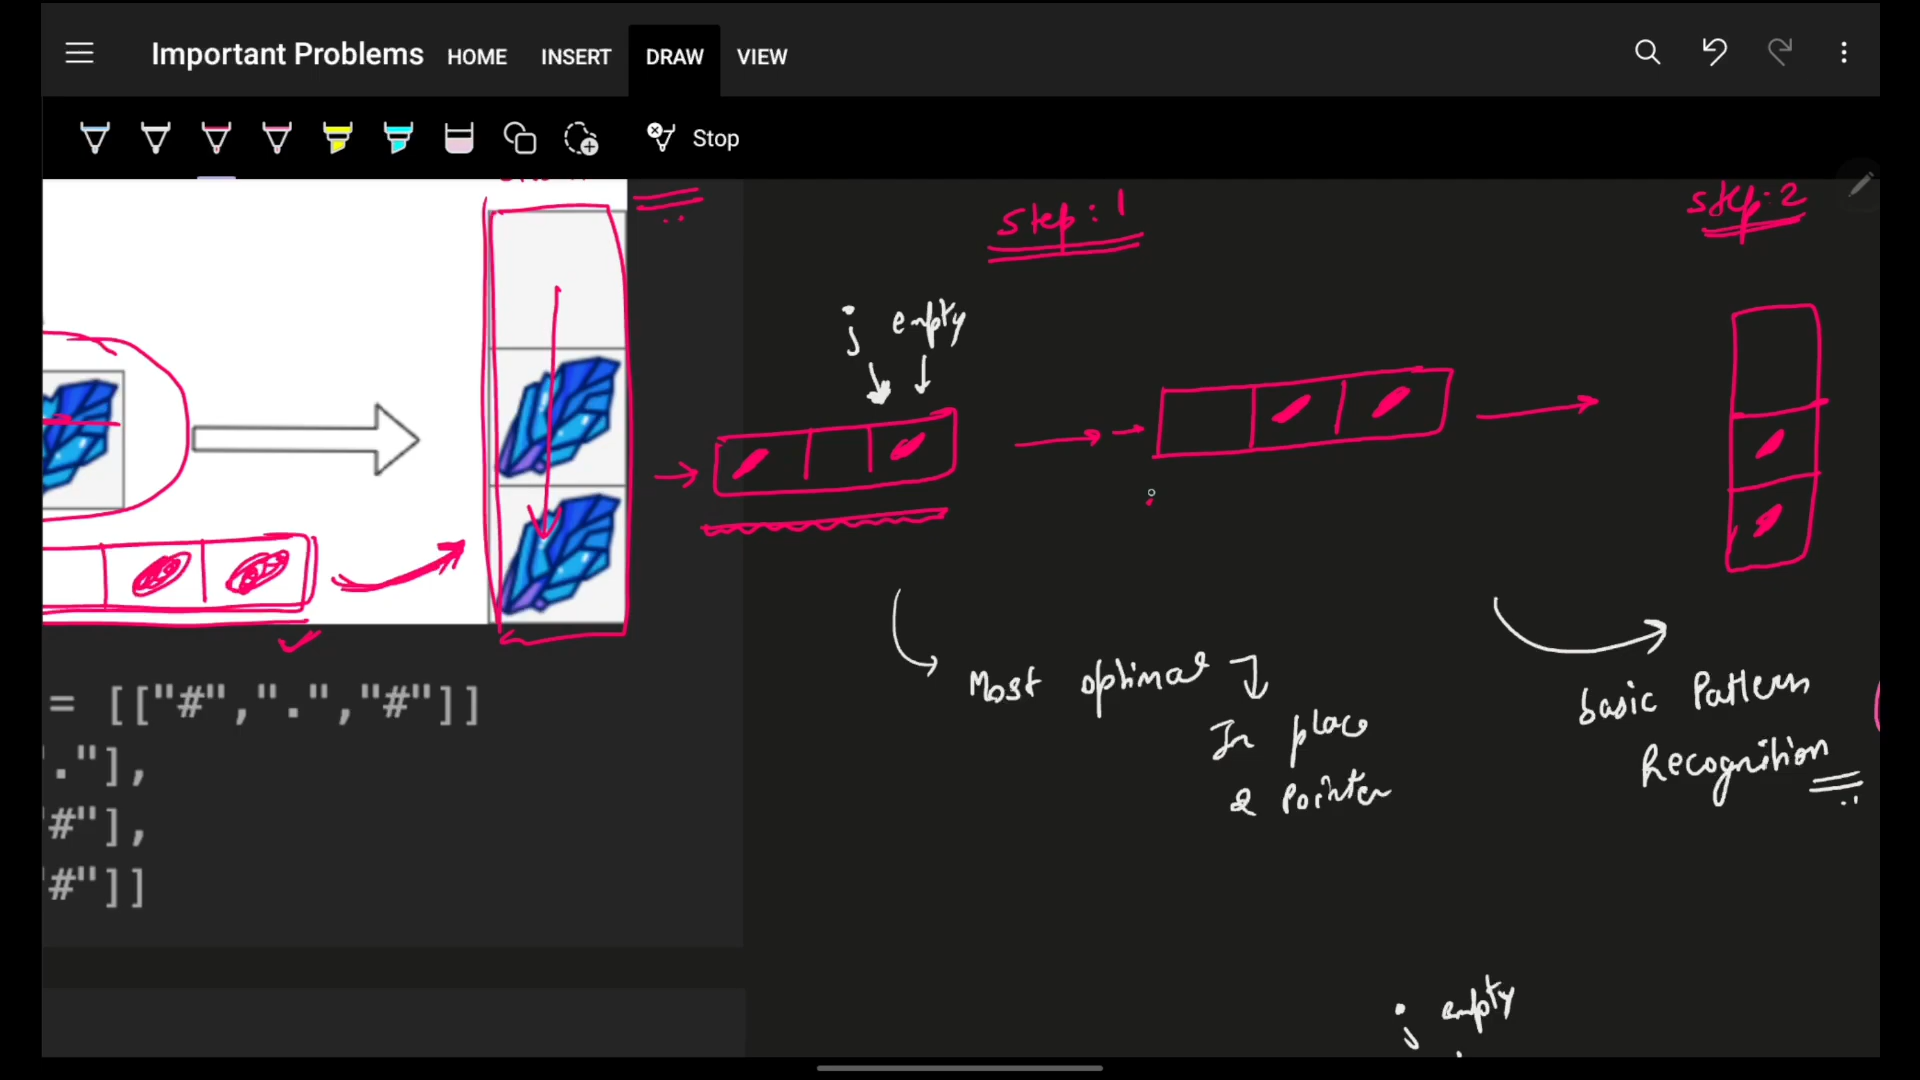 Important Problems HOME INSERT DRAW VIEW
Stop
Step: 1
Step: 2
j empty
Most optimal
In place
2 Pointer
basic Pattern
Recognition
= [["#",".","#"]]
"."],
"#"],
"#"]]
j empty